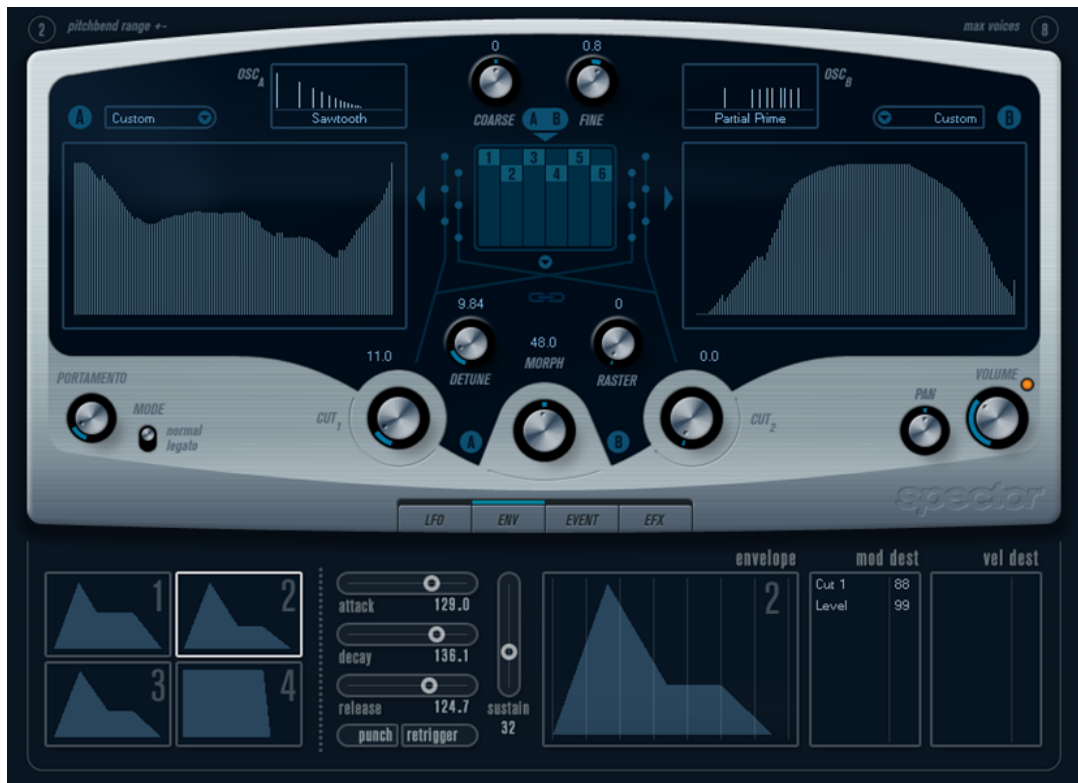 2 pitchbend range +-
max voices 8
0 0.8
OSC A
OSC B
Sawtooth
Partial Prime
A Custom
Custom B
COARSE A B FINE
1 2 3 4 5 6
9.84 0
48.0
MORPH
DETUNE RASTER
11.0 0.0
PORTAMENTO
MODE
normal
legato
CUT 1
A B
CUT 2
PAN
VOLUME
spector
LFO ENV EVENT EFX
envelope mod dest vel dest
1 2
3 4
attack 129.0
decay 136.1
release 124.7
punch retrigger
sustain
32
2
Cut 1 88
Level 99